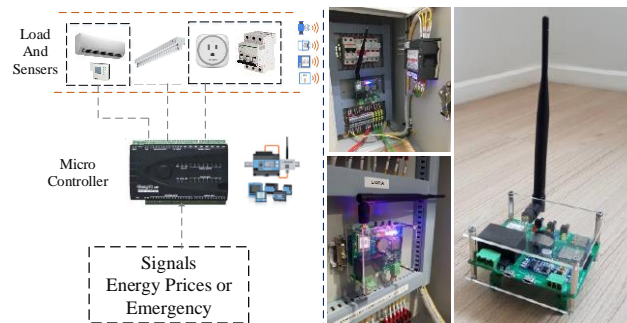 Load
And
Sensers
Micro
Controller
Signals
Energy Prices or
Emergency